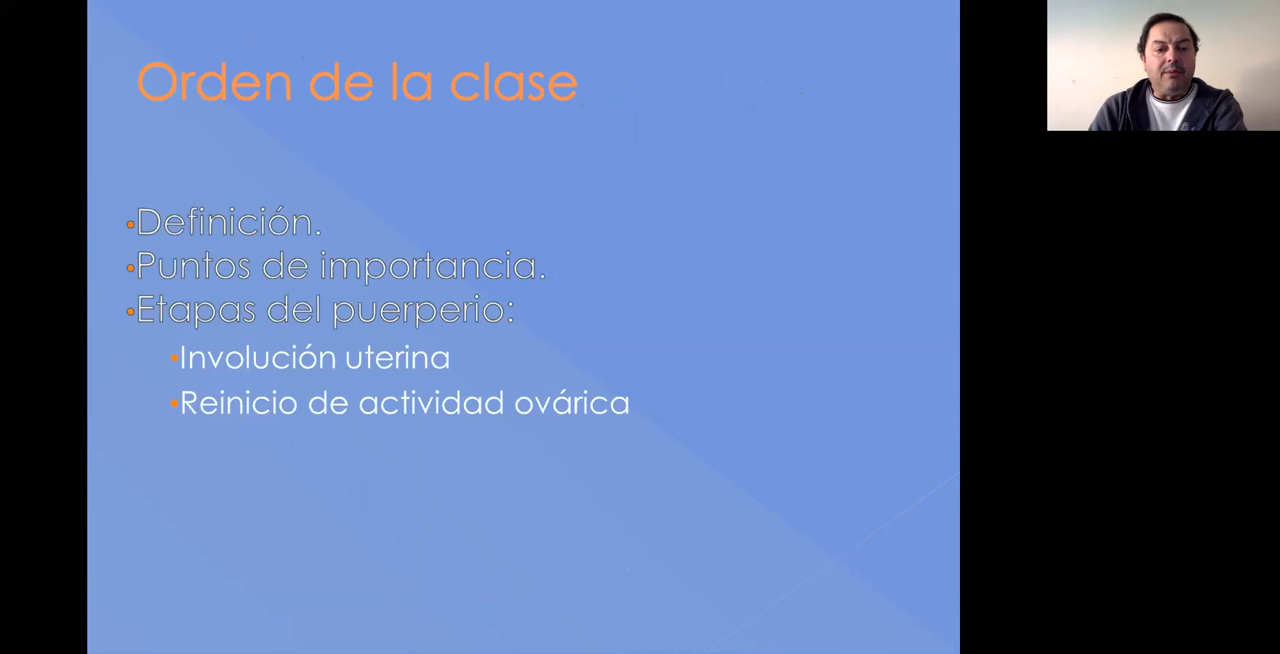 Orden de la clase
•Definición.
•Puntos de importancia.
•Etapas del puerperio:
•Involución uterina
•Reinicio de actividad ovárica